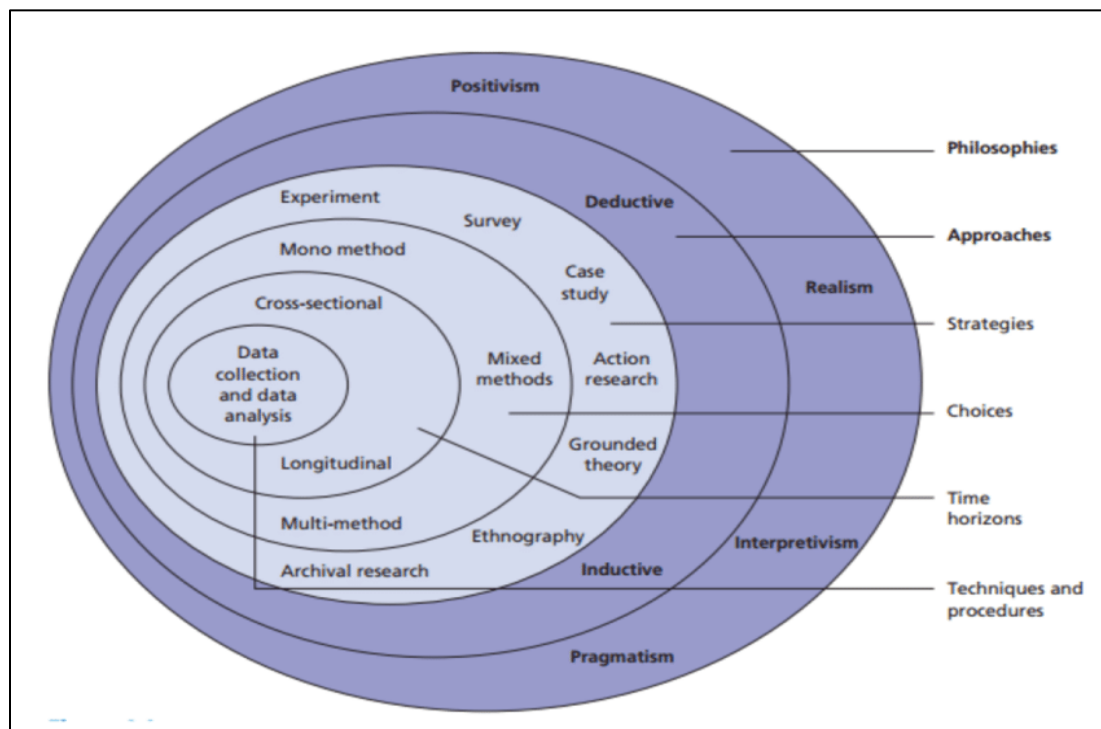 Positivism
Philosophies
Experiment
Deductive
Survey
Approaches
Mono method
Case
study
Realism
Cross-sectional
Strategies
Data
collection
and data
analysis
Mixed
methods
Action
research
Choices
Grounded
theory
Longitudinal
Time
horizons
Multi-method
Ethnography
Interpretivism
Archival research
Inductive
Techniques and
procedures
Pragmatism